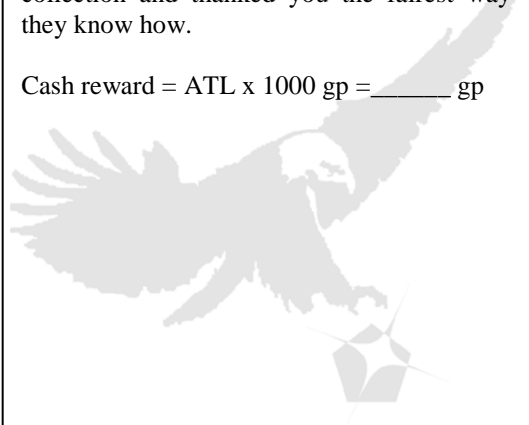 collection and thanked you the fairest way
they know how.
Cash reward = ATL x 1000 gp =______ gp